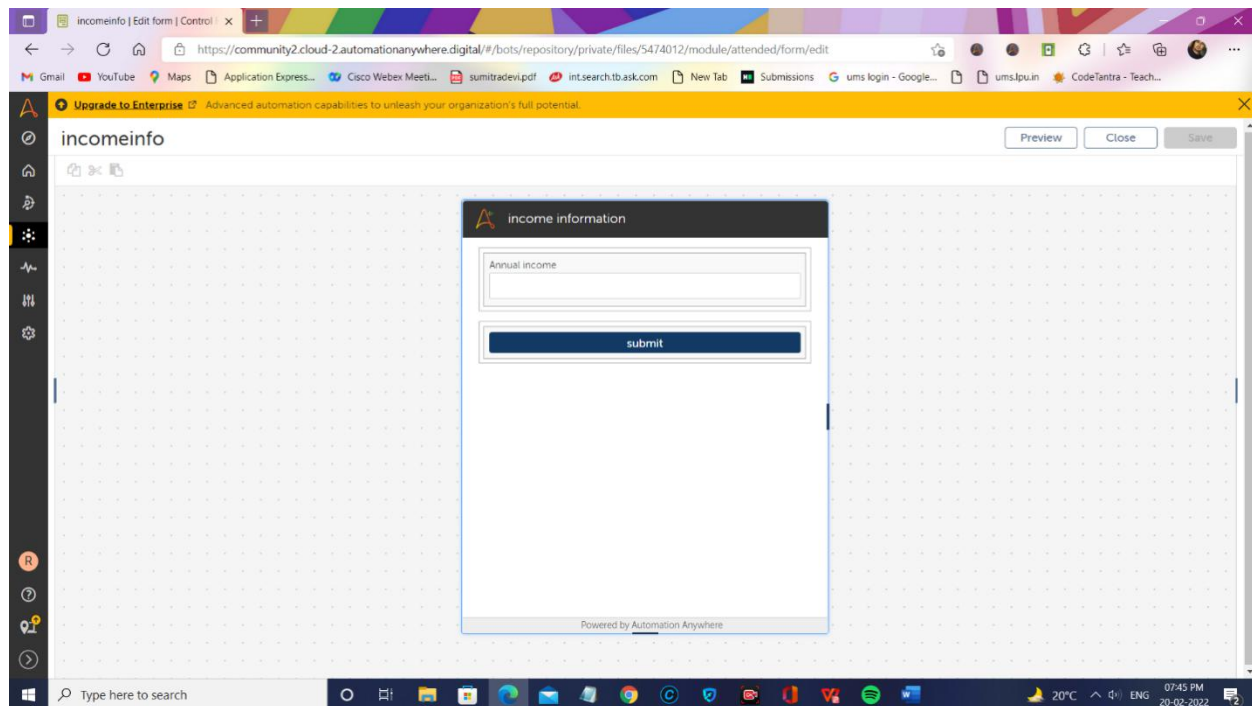 incomeinfo | Edit form | Control
https://community2.cloud-2.automationanywhere.digital/#/bots/repository/private/files/5474012/module/attended/form/edit
Gmail YouTube Maps Application Express... Cisco Webex Meeti... sumitradevi.pdf int.search.tb.ask.com New Tab Submissions ums login - Google... ums.lpu.in CodeTantra - Teach...
Upgrade to Enterprise Advanced automation capabilities to unleash your organization's full potential.
incomeinfo Preview Close Save
income information
Annual income
submit
R
Powered by Automation Anywhere
Type here to search 20°C ENG 07:45 PM
20-02-2022 2